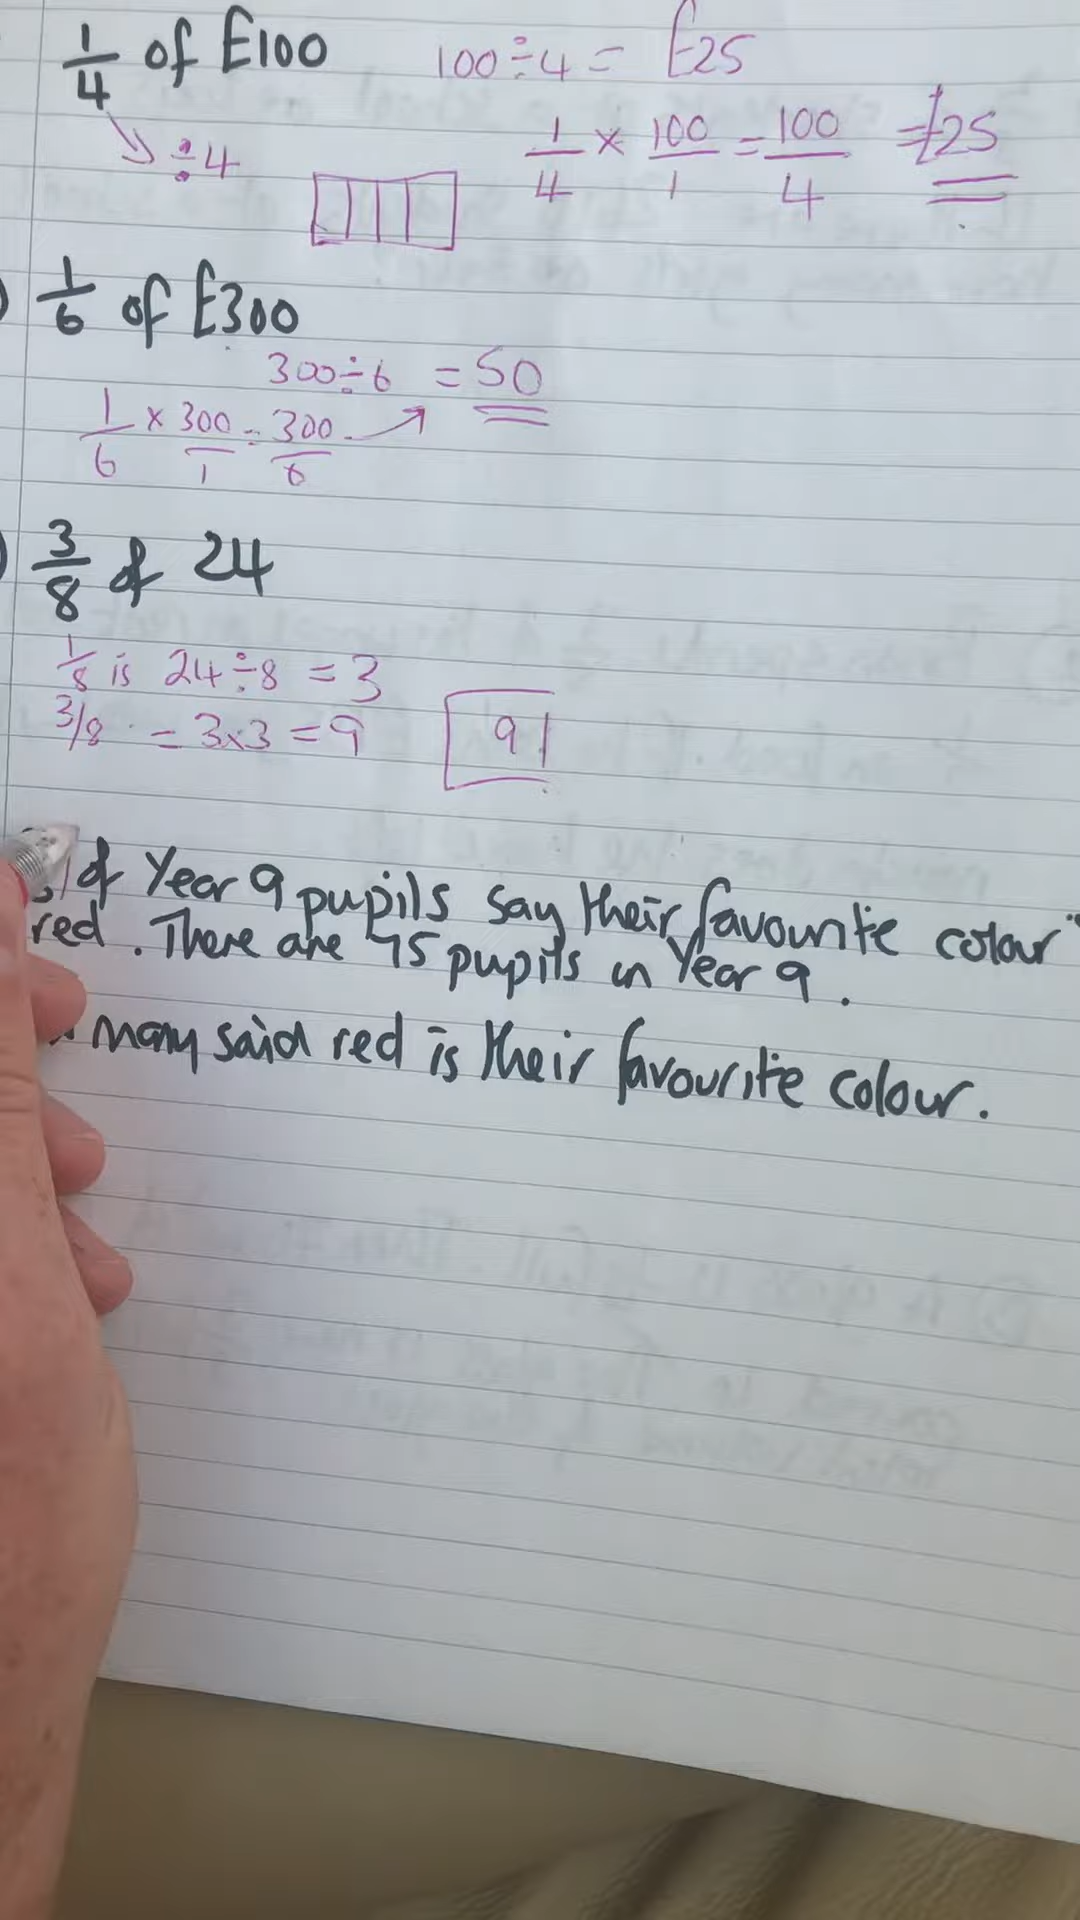 1/4 of £100 100÷4 = £25
÷4 1/4 × 100/1 = 100/4 = £25
1/6 of £300
300÷6 = 50
1/6 × 300/1 = 300/6
3/8 of 24
1/8 is 24÷8 = 3
3/8 = 3x3 = 9 9
of Year 9 pupils say their favourite colour
red. There are 45 pupils in Year 9.
many said red is their favourite colour.